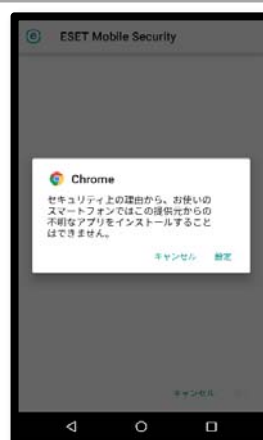 ESET Mobile Security
Chrome
セキュリティ上の理由から、お使いの
スマートフォンではこの提供元からの
不明なアプリをインストールすること
はできません。
キャンセル 設定
キャンセル